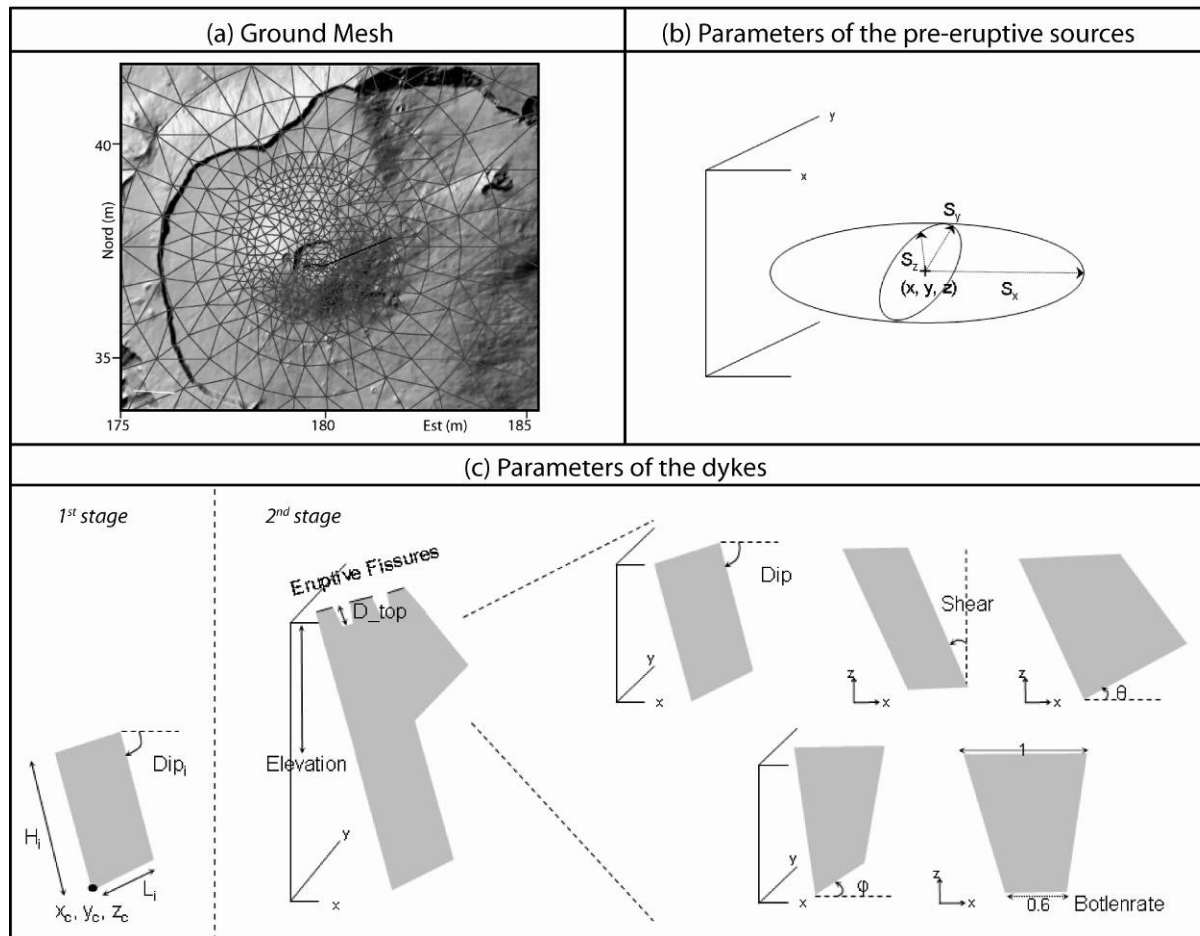 (a) Ground Mesh
(b) Parameters of the pre-eruptive sources
40
35
Nord (m)
175
180
Est (m)
185
y
x
Sy
Sz
(x, y, z)
Sx
(c) Parameters of the dykes
1st stage
2nd stage
Eruptive Fissures
D_top
Elevation
y
x
Dipi
Hi
Li
xc, yc, zc
Dip
y
x
Shear
z
x
z
x
θ
y
x
φ
1
z
x
0.6
Botlenrate